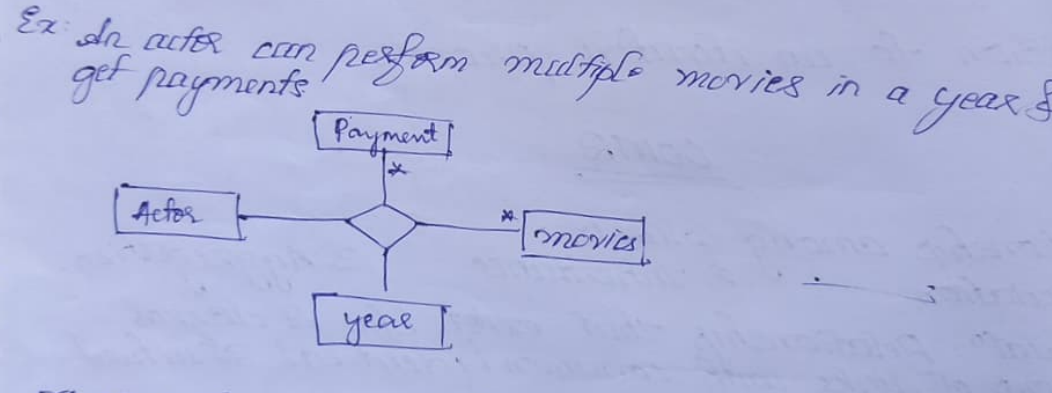 Ex: An actor can perform multiple movies in a year &
get payments
Payment
*
Actor
*
movies
year